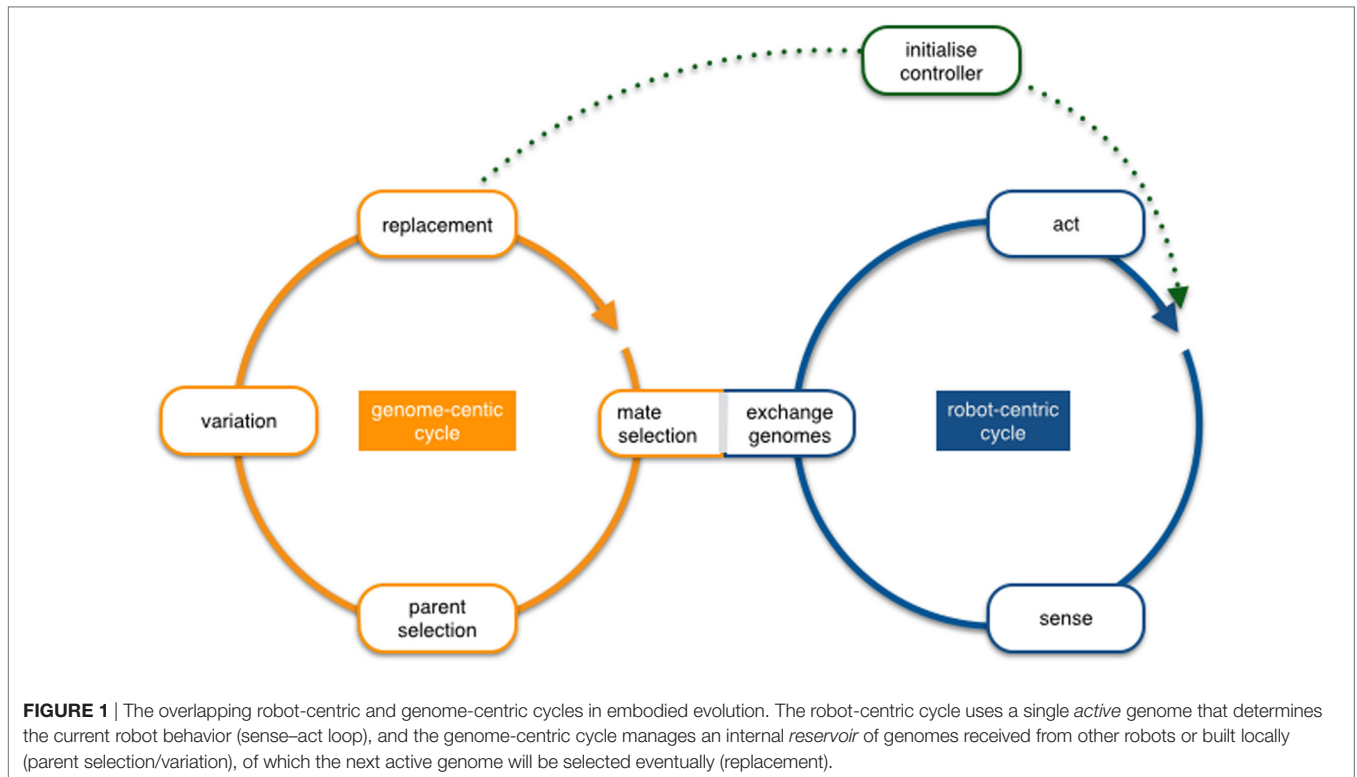 initialise
controller
replacement
act
variation
genome-centic
cycle
mate
selection
exchange
genomes
robot-centric
cycle
parent
selection
sense
FIGURE 1 | The overlapping robot-centric and genome-centric cycles in embodied evolution. The robot-centric cycle uses a single active genome that determines
the current robot behavior (sense–act loop), and the genome-centric cycle manages an internal reservoir of genomes received from other robots or built locally
(parent selection/variation), of which the next active genome will be selected eventually (replacement).